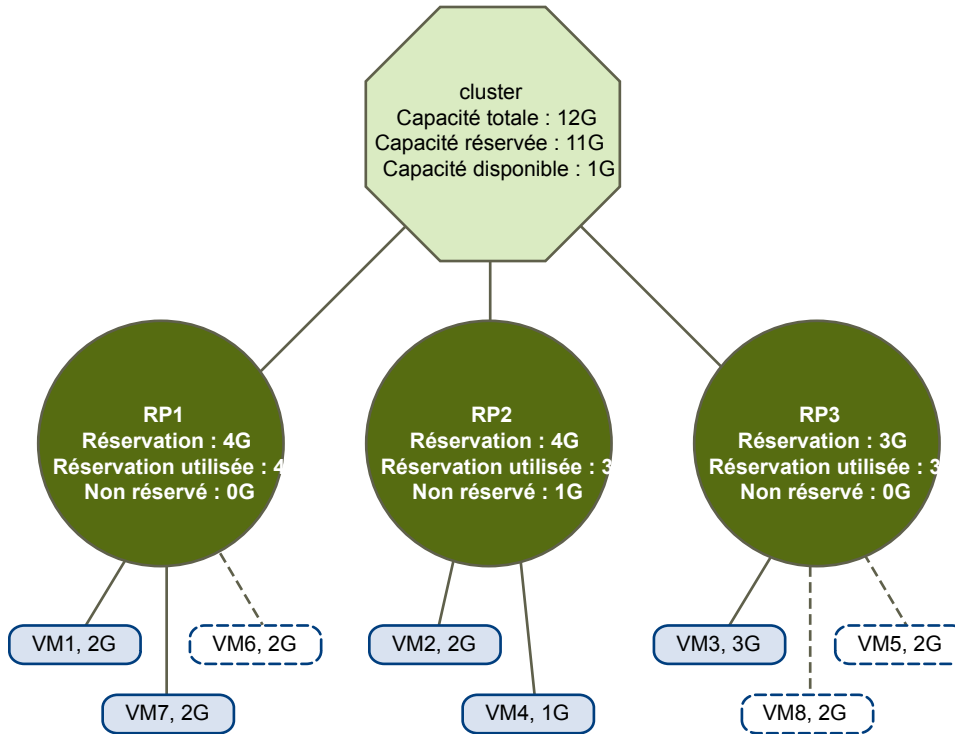 cluster
Capacité totale : 12G
Capacité réservée : 11G
Capacité disponible : 1G
RP1
Réservation : 4G
Réservation utilisée : 4
Non réservé : 0G
RP2
Réservation : 4G
Réservation utilisée : 3
Non réservé : 1G
RP3
Réservation : 3G
Réservation utilisée : 3
Non réservé : 0G
VM1, 2G
VM6, 2G
VM2, 2G
VM3, 3G
VM5, 2G
VM7, 2G
VM4, 1G
VM8, 2G